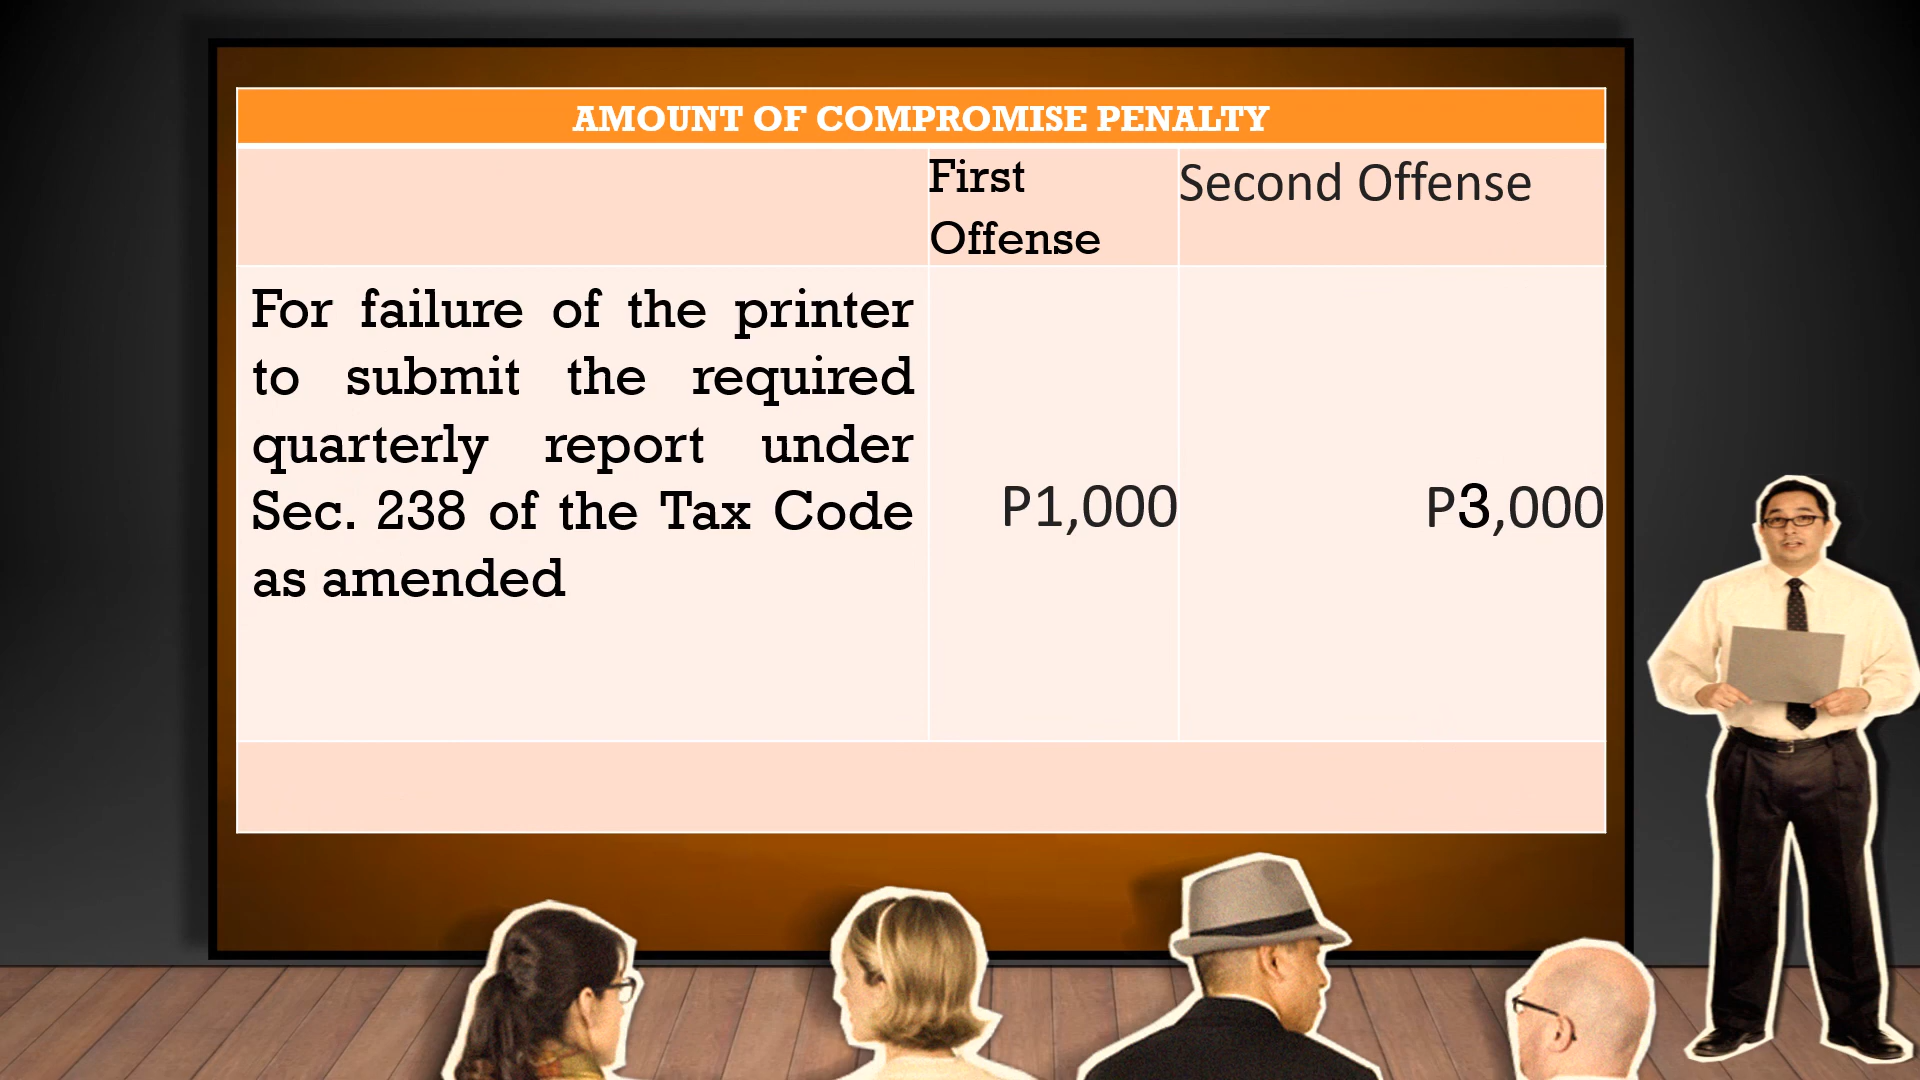 AMOUNT OF COMPROMISE PENALTY
First
Offense
Second Offense
For failure of the printer
to submit the required
quarterly report under
Sec. 238 of the Tax Code
as amended
P1,000
P3,000